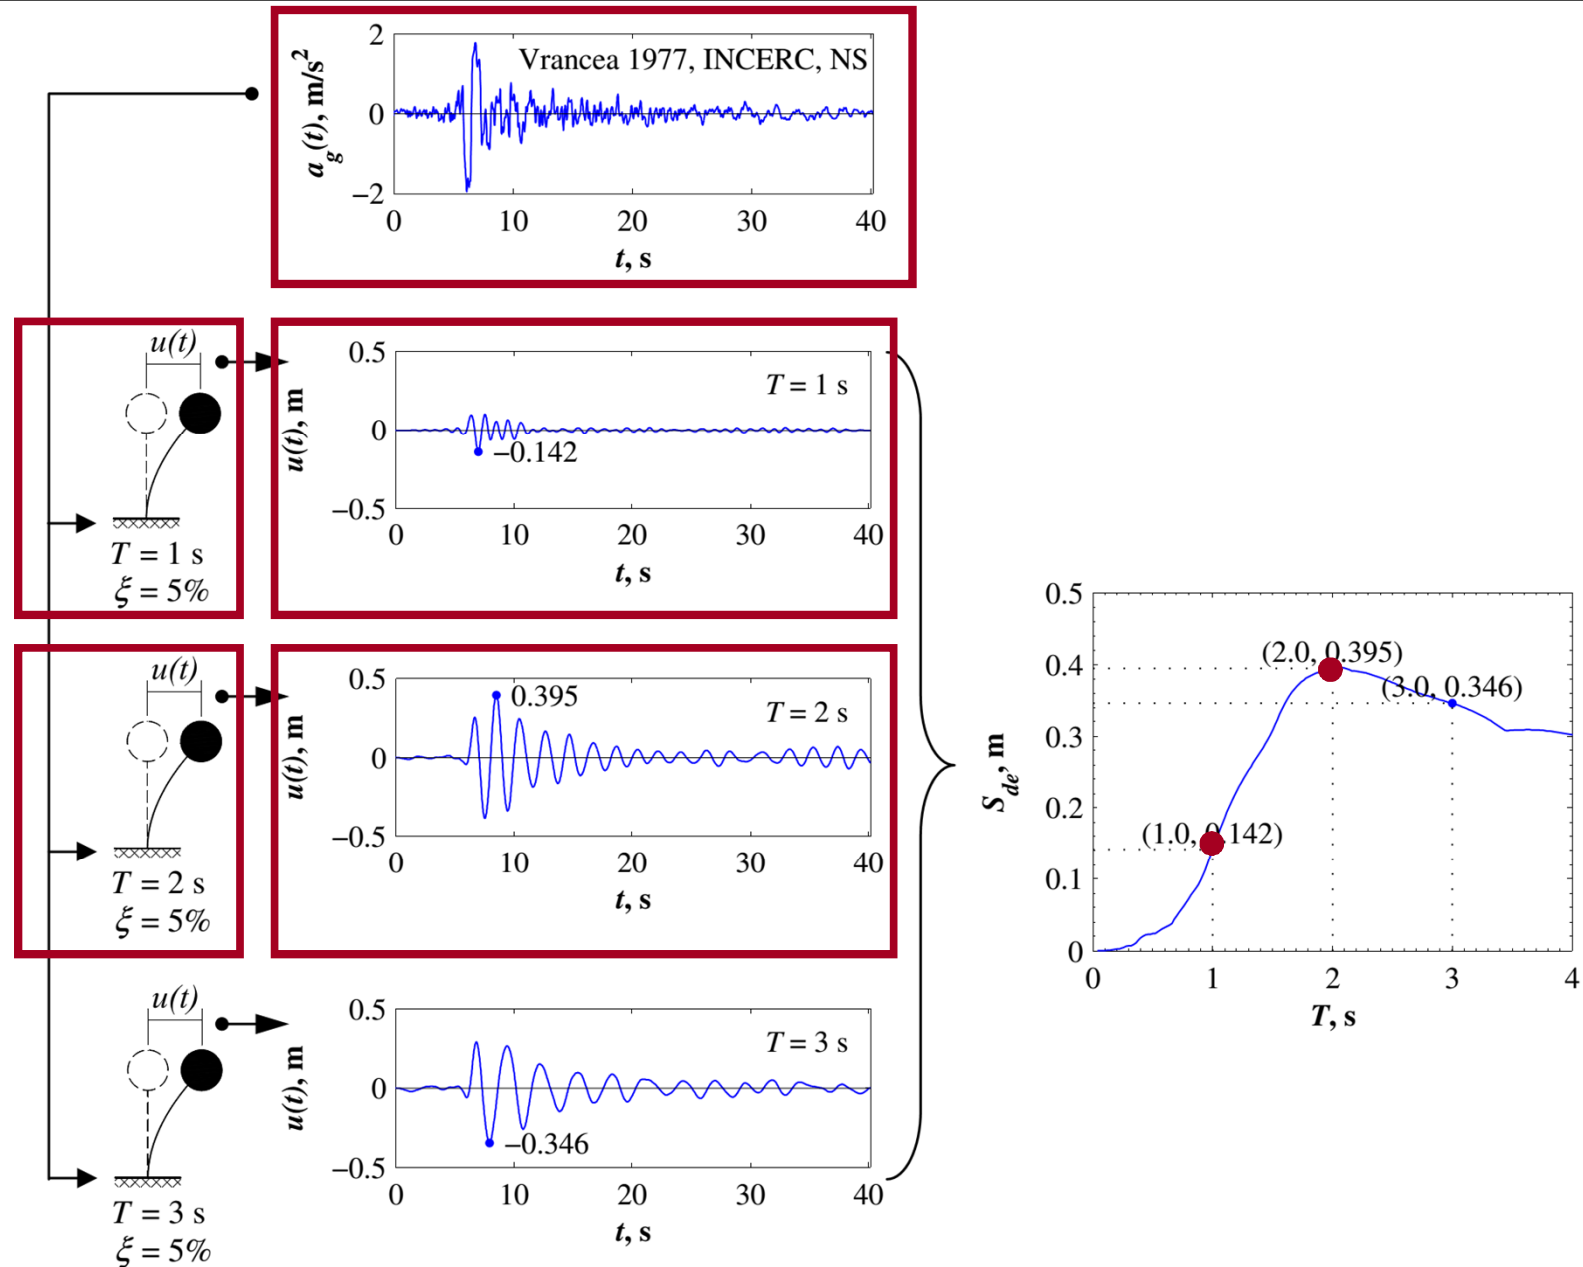 2
0
−2
a_g(t), m/s²
Vrancea 1977, INCERC, NS
0 10 20 30 40
t, s
u(t)
T = 1 s
ξ = 5%
0.5
0
−0.5
u(t), m
T = 1 s
−0.142
0 10 20 30 40
t, s
u(t)
T = 2 s
ξ = 5%
0.5
0
−0.5
u(t), m
0.395
T = 2 s
0 10 20 30 40
t, s
u(t)
T = 3 s
ξ = 5%
0.5
0
−0.5
u(t), m
T = 3 s
−0.346
0 10 20 30 40
t, s
0.5
0.4
0.3
0.2
0.1
0
S_de, m
(2.0, 0.395)
(3.0, 0.346)
(1.0, 0.142)
0 1 2 3 4
T, s